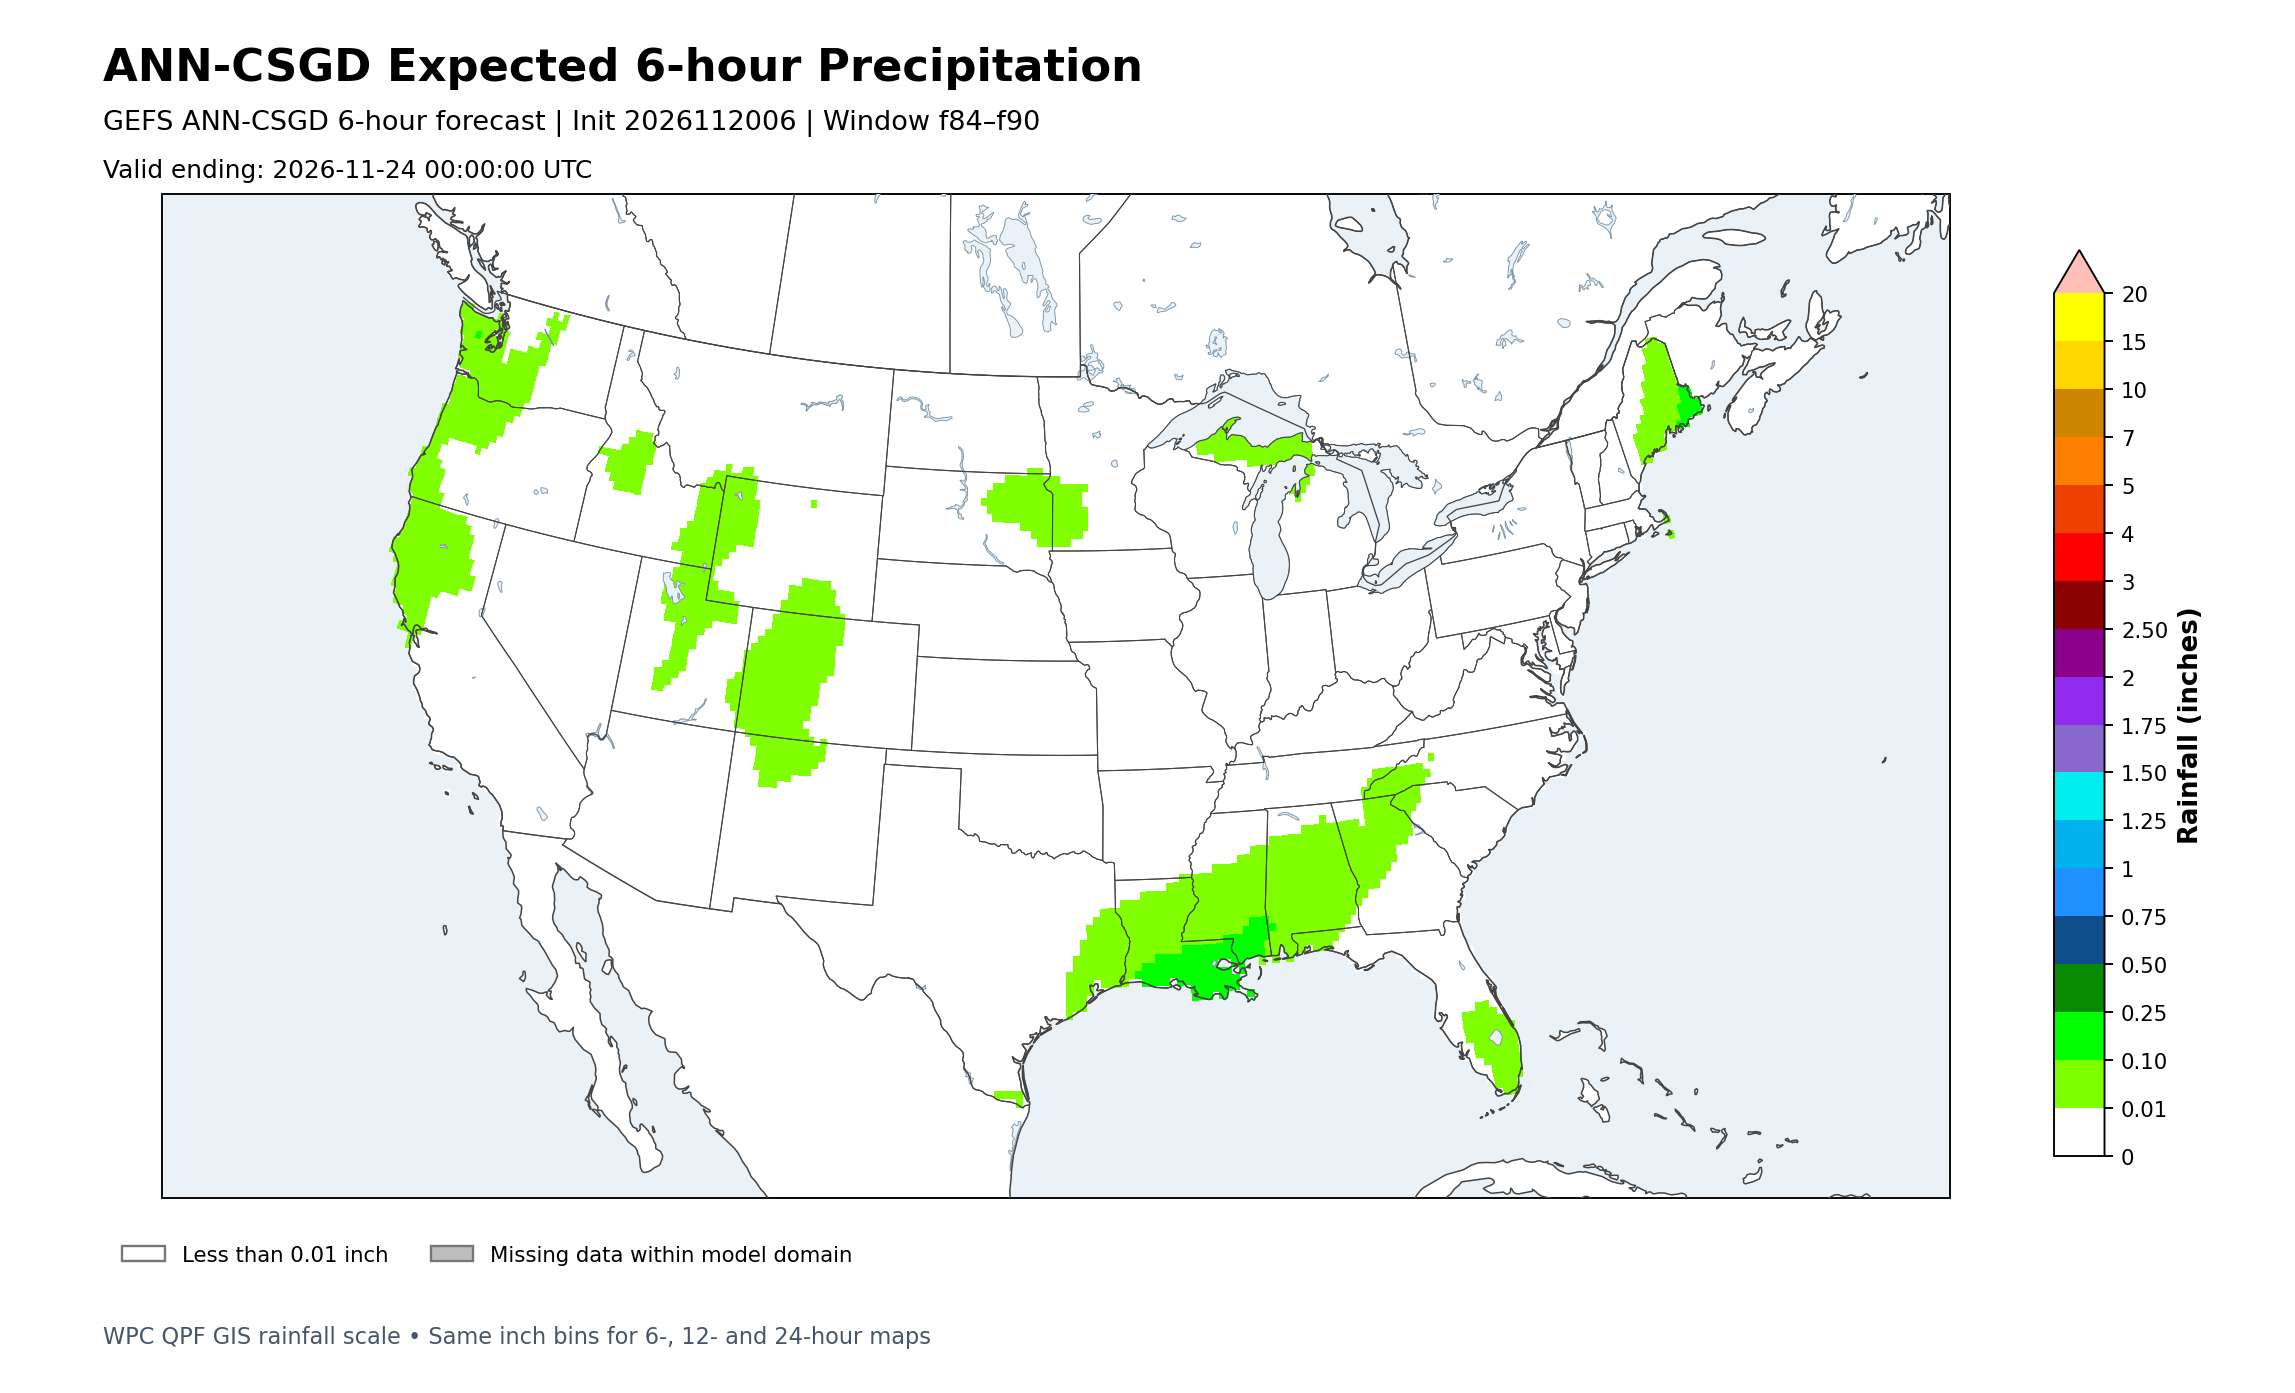 ANN-CSGD Expected 6-hour Precipitation
GEFS ANN-CSGD 6-hour forecast | Init 2026112006 | Window f84–f90
Valid ending: 2026-11-24 00:00:00 UTC
20
15
10
7
5
4
3
2.50
2
1.75
1.50
1.25
1
0.75
0.50
0.25
0.10
0.01
0
Rainfall (inches)
Less than 0.01 inch
Missing data within model domain
WPC QPF GIS rainfall scale • Same inch bins for 6-, 12- and 24-hour maps